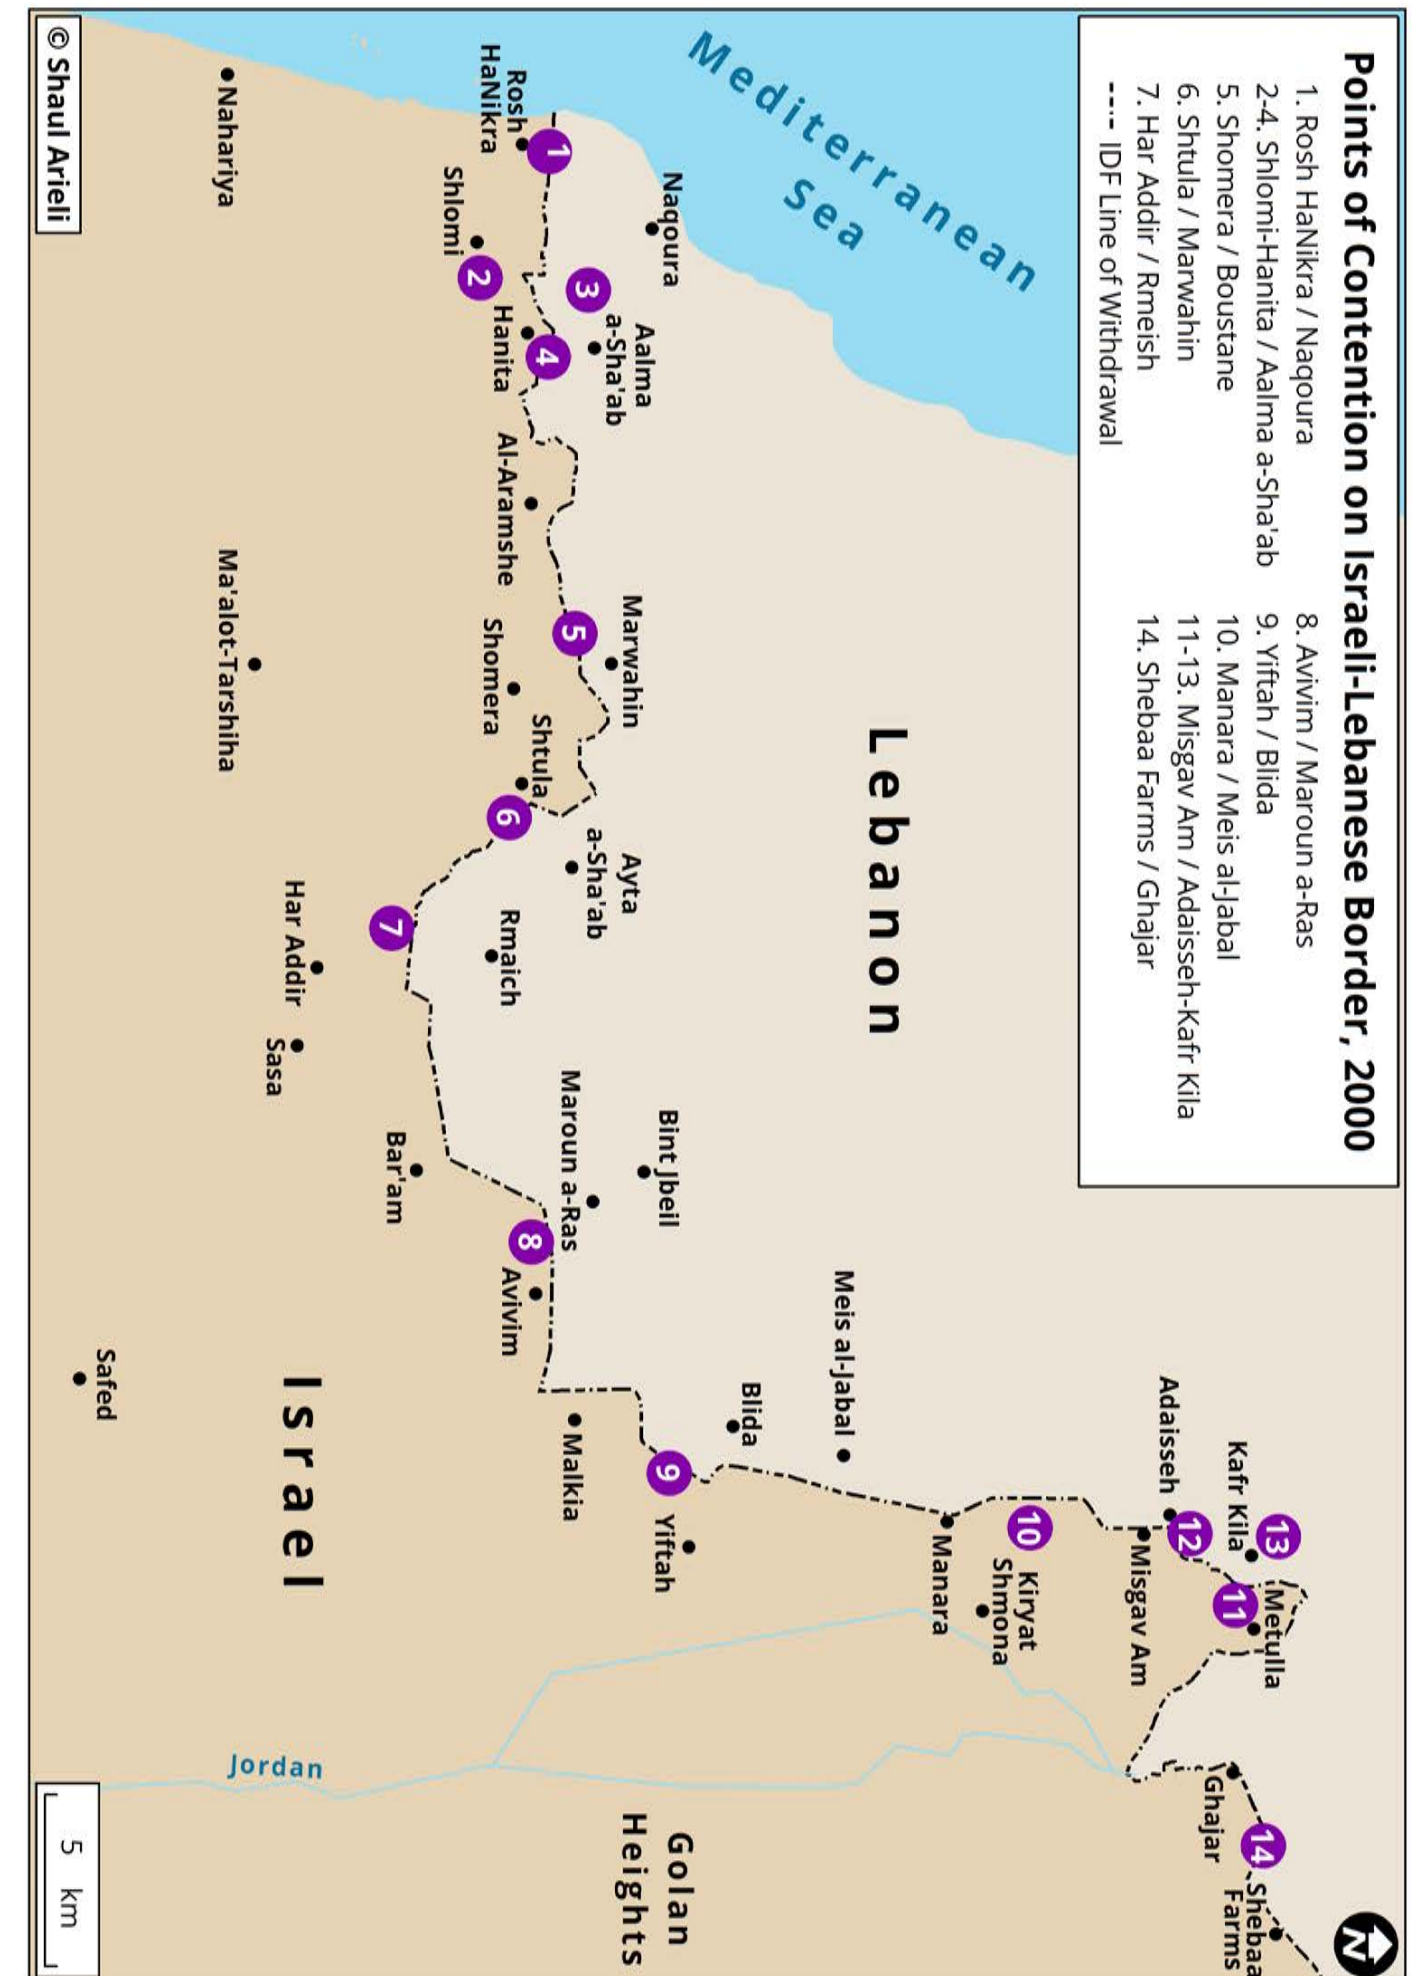 Points of Contention on Israeli-Lebanese Border, 2000
1. Rosh HaNikra / Naqoura
2-4. Shlomi-Hanita / Aalma a-Sha'ab
5. Shomera / Boustane
6. Shtula / Marwahin
7. Har Addir / Rmeish
IDF Line of Withdrawal
8. Avivim / Maroun a-Ras
9. Yiftah / Blida
10. Manara / Meis al-Jabal
11-13. Misgav Am / Adaisseh-Kafr Kila
14. Shebaa Farms / Ghajar
N
Mediterranean
Sea
Lebanon
Israel
Golan
Heights
Jordan
Kafr Kila
13
Metulla
11
Adaisseh
12
Misgav Am
Ghajar
14
Shebaa
Farms
10
Kiryat
Shmona
Manara
Meis al-Jabal
Blida
9
Yiftah
Malkia
Bint Jbeil
Maroun a-Ras
8
Avivim
Bar'am
Naqoura
Aalma
a-Sha'ab
3
Marwahin
5
Ayta
a-Sha'ab
Rmaich
1
Rosh
HaNikra
Shlomi
2
Hanita
4
Al-Aramshe
Shomera
Shtula
6
7
Har Addir
Sasa
Nahariya
Ma'alot-Tarshiha
Safed
© Shaul Arieli
5 km